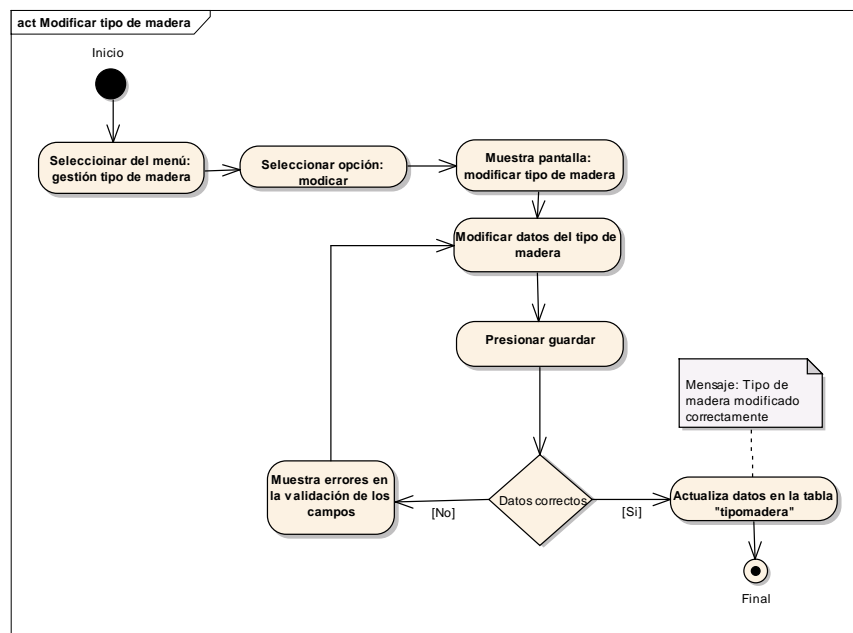 act Modificar tipo de madera
Inicio
Seleccioinar del menú:
gestión tipo de madera
Seleccionar opción:
modicar
Muestra pantalla:
modificar tipo de madera
Modificar datos del tipo de
madera
Presionar guardar
Mensaje: Tipo de
madera modificado
correctamente
Muestra errores en
la validación de los
campos
[No]
Datos correctos
[Si]
Actualiza datos en la tabla
"tipomadera"
Final